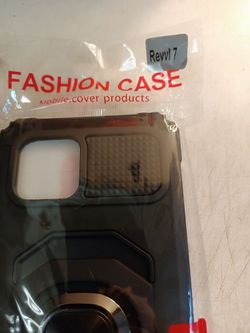 Revvl 7
FASHION CASE
Mobile cover products